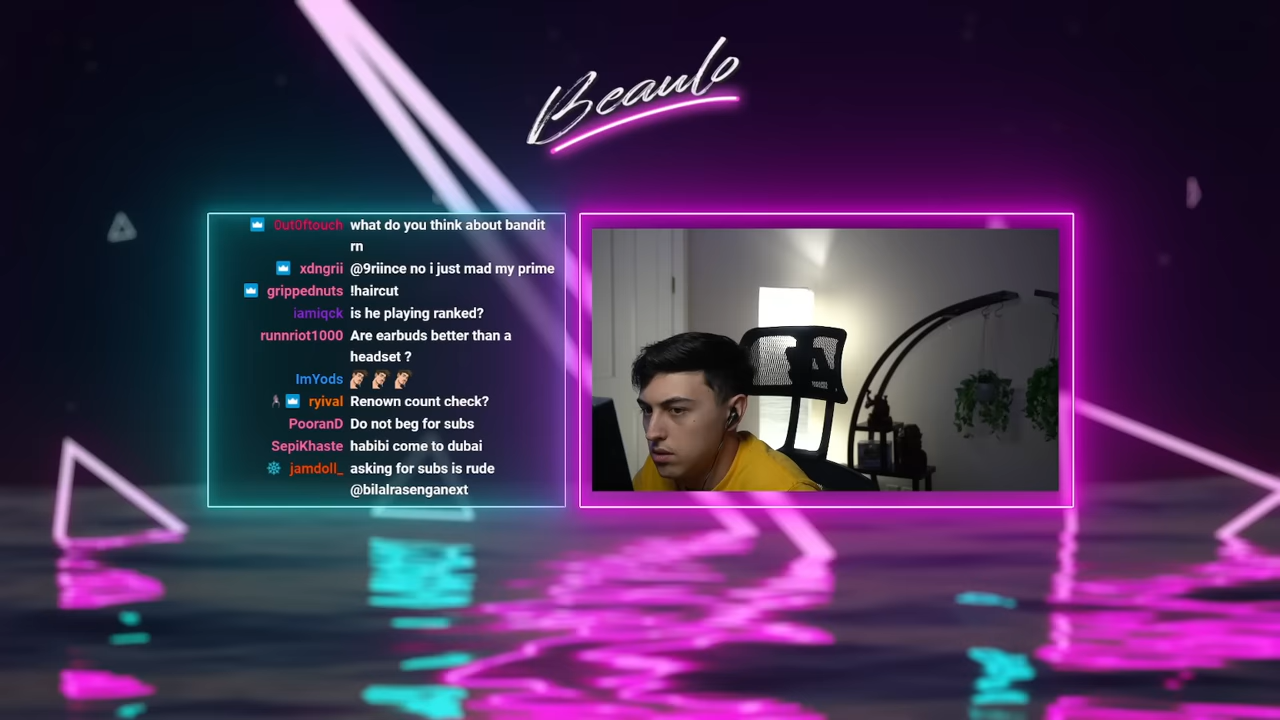 Beaulo
0ut0ftouch what do you think about bandit
rn
xdngrii @9riince no i just mad my prime
grippednuts !haircut
iamiqck is he playing ranked?
runnriot1000 Are earbuds better than a
headset ?
ImYods
ryival Renown count check?
PooranD Do not beg for subs
SepiKhaste habibi come to dubai
jamdoll_ asking for subs is rude
@bilalrasenganext